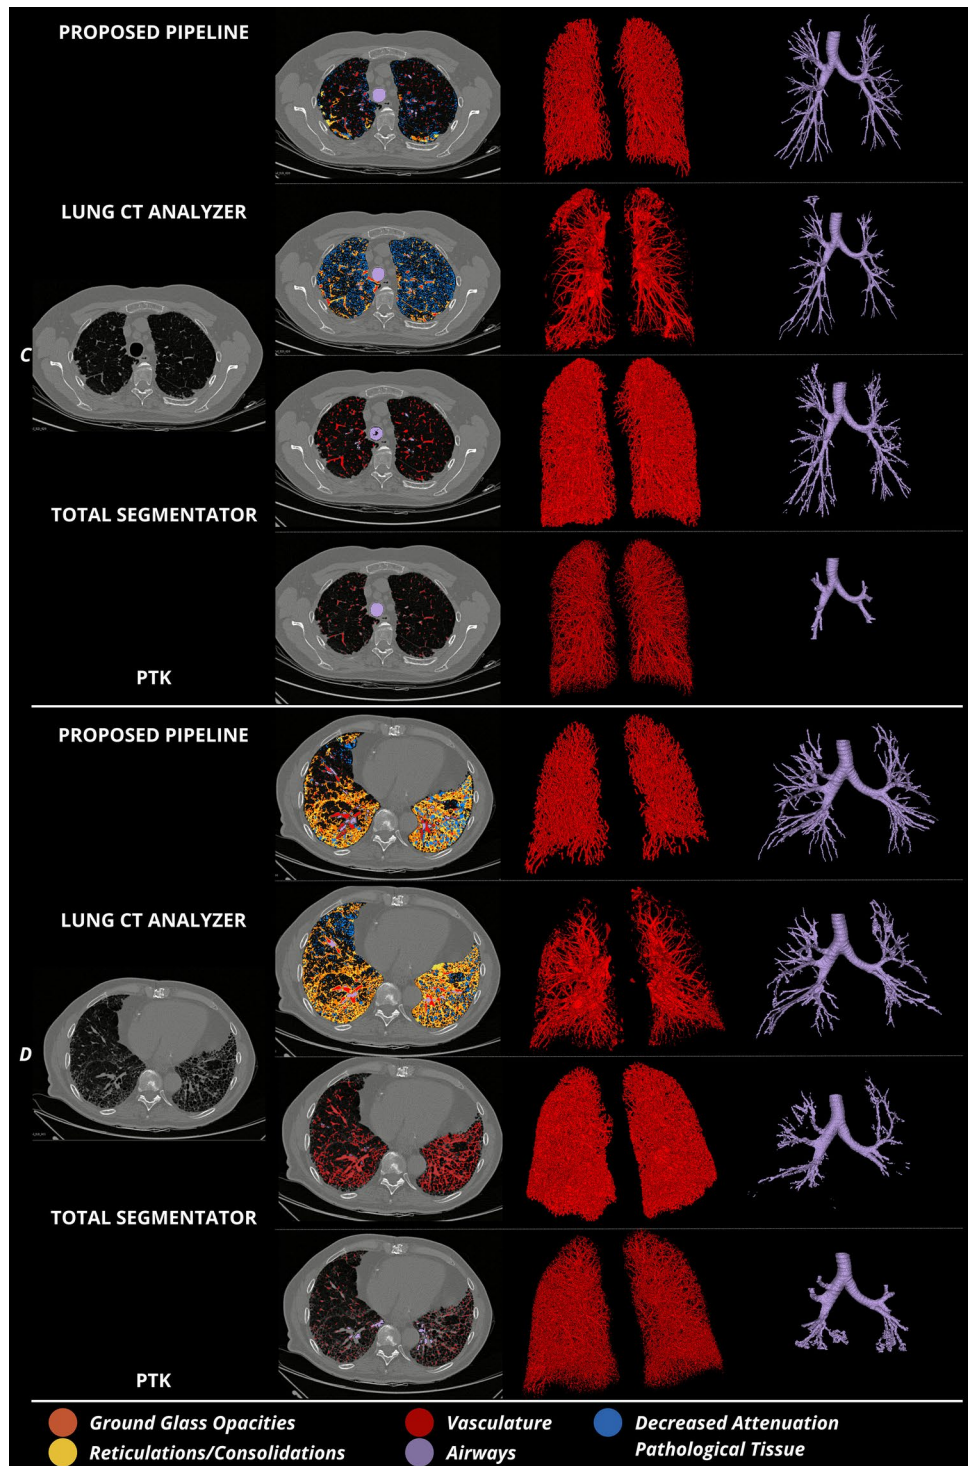 PROPOSED PIPELINE
LUNG CT ANALYZER
C
TOTAL SEGMENTATOR
PTK
PROPOSED PIPELINE
LUNG CT ANALYZER
D
TOTAL SEGMENTATOR
PTK
Ground Glass Opacities
Vasculature
Decreased Attenuation
Reticulations/Consolidations
Airways
Pathological Tissue